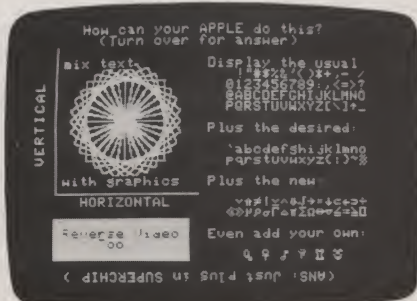 How can your APPLE do this?
(Turn over for answer)
mix text
VERTICAL
with graphics
HORIZONTAL
Reverse Video
Display the usual
!"#$%&'()*+,-./
0123456789:;<=>?
@ABCDEFGHIJKLMNO
PQRSTUVWXYZ[\]↑_
Plus the desired:
`abcdefghijklmno
pqrstuvwxyz{|}~▒
Plus the new:
Even add your own:
(ANS: Just plug in SUPERCHIP )